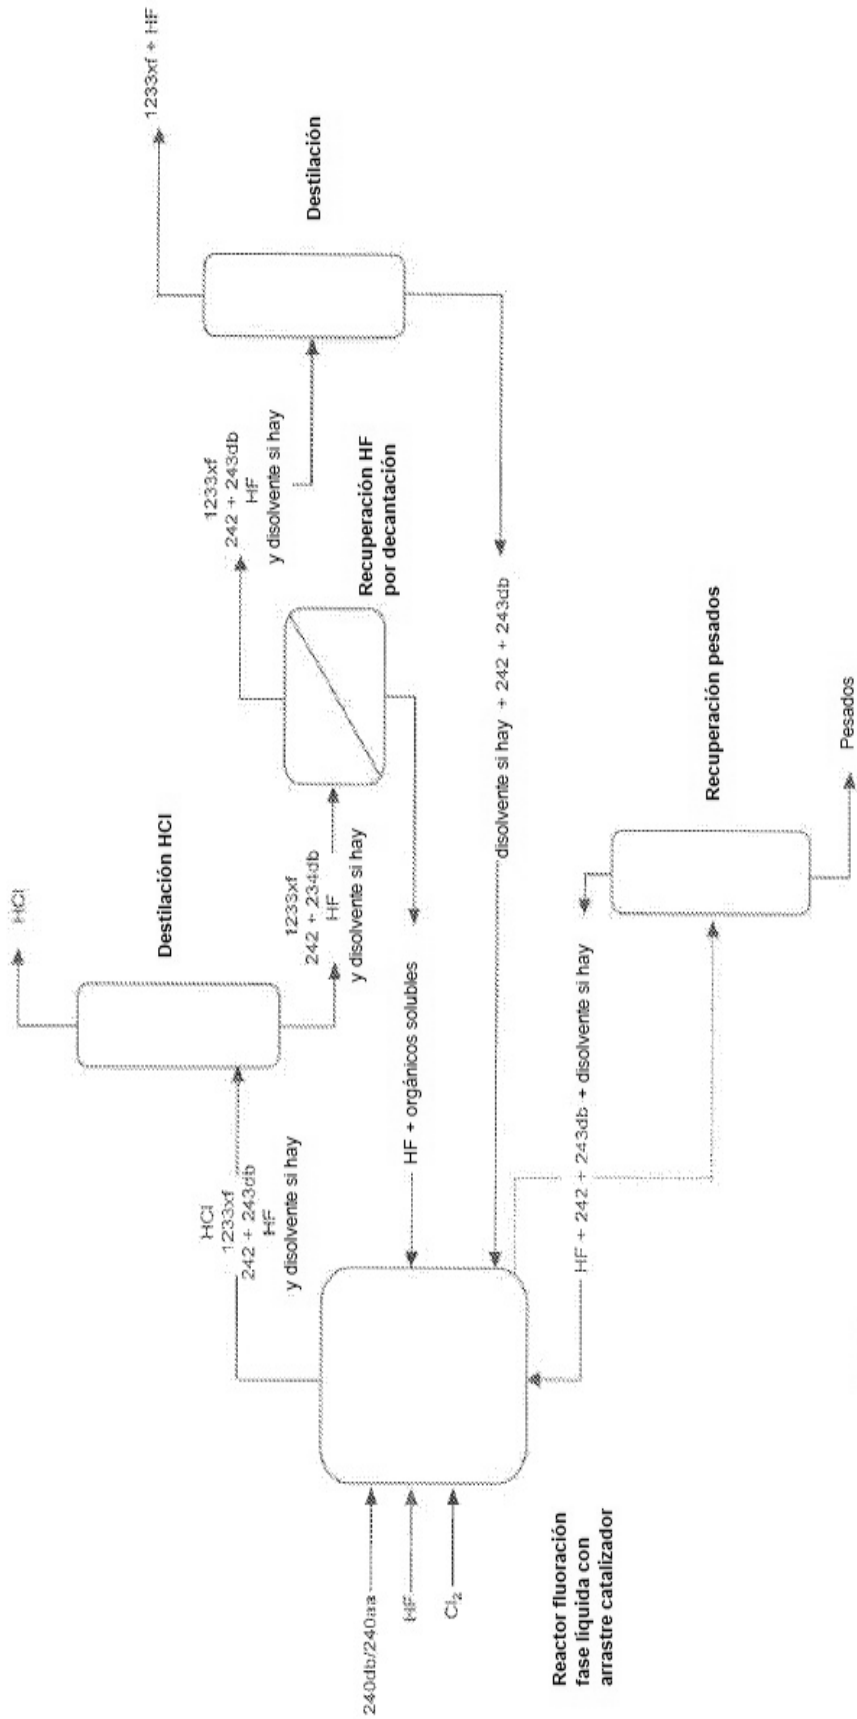 240db/240aa
HF
Cl2
Reactor fluoración
fase líquida con
arrastre catalizador
HCl
1233xf
242 + 243db
HF
y disolvente si hay
HCl
Destilación HCl
1233xf
242 + 234db
HF
y disolvente si hay
Recuperación HF
por decantación
1233xf
242 + 243db
HF
y disolvente si hay
Destilación
1233xf + HF
HF + orgánicos solubles
disolvente si hay + 242 + 243db
HF + 242 + 243db + disolvente si hay
Recuperación pesados
Pesados